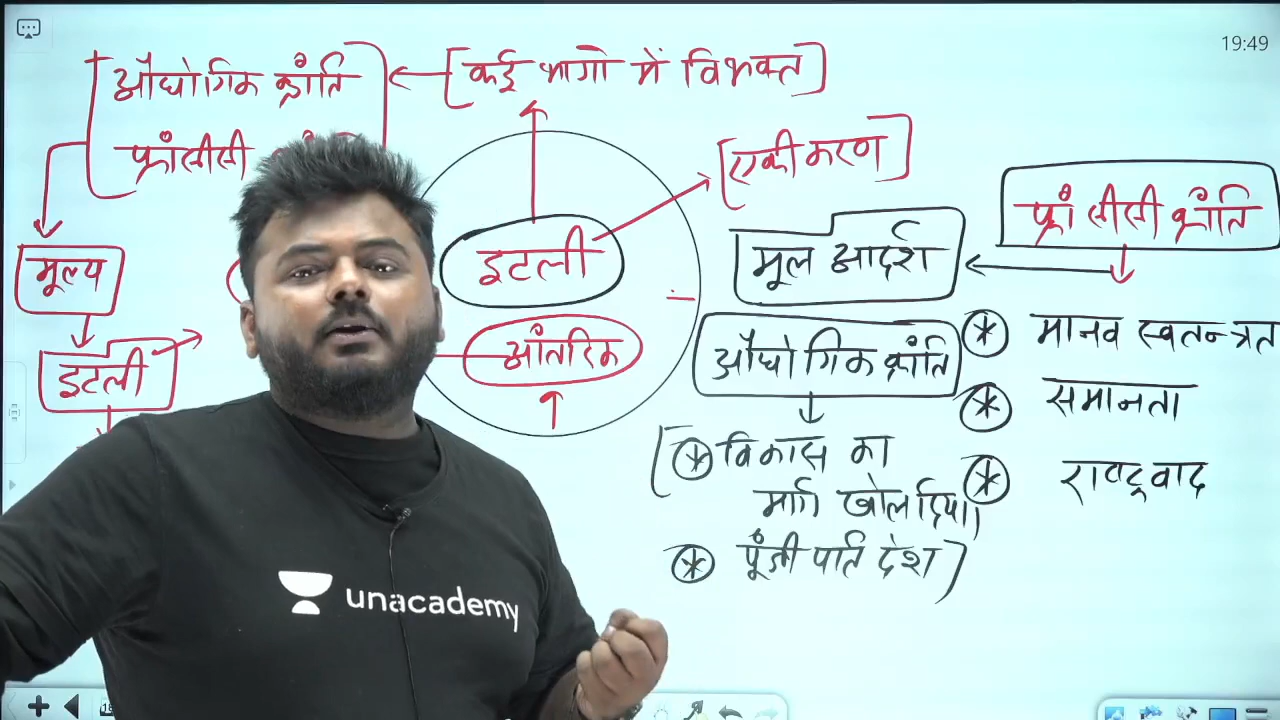 19:49
औद्योगिक क्रांति
फ्रांसीसी
कई भागो में विभक्त
एकीकरण
फ्रांसीसी क्रांति
मूल्य
इटली
इटली
आंतरिक
मूल आदर्श
औद्योगिक क्रांति
विकास का
मार्ग खोल दिया।
पूंजीपति देश
मानव स्वतन्त्रत
समानता
राष्ट्रवाद
unacademy